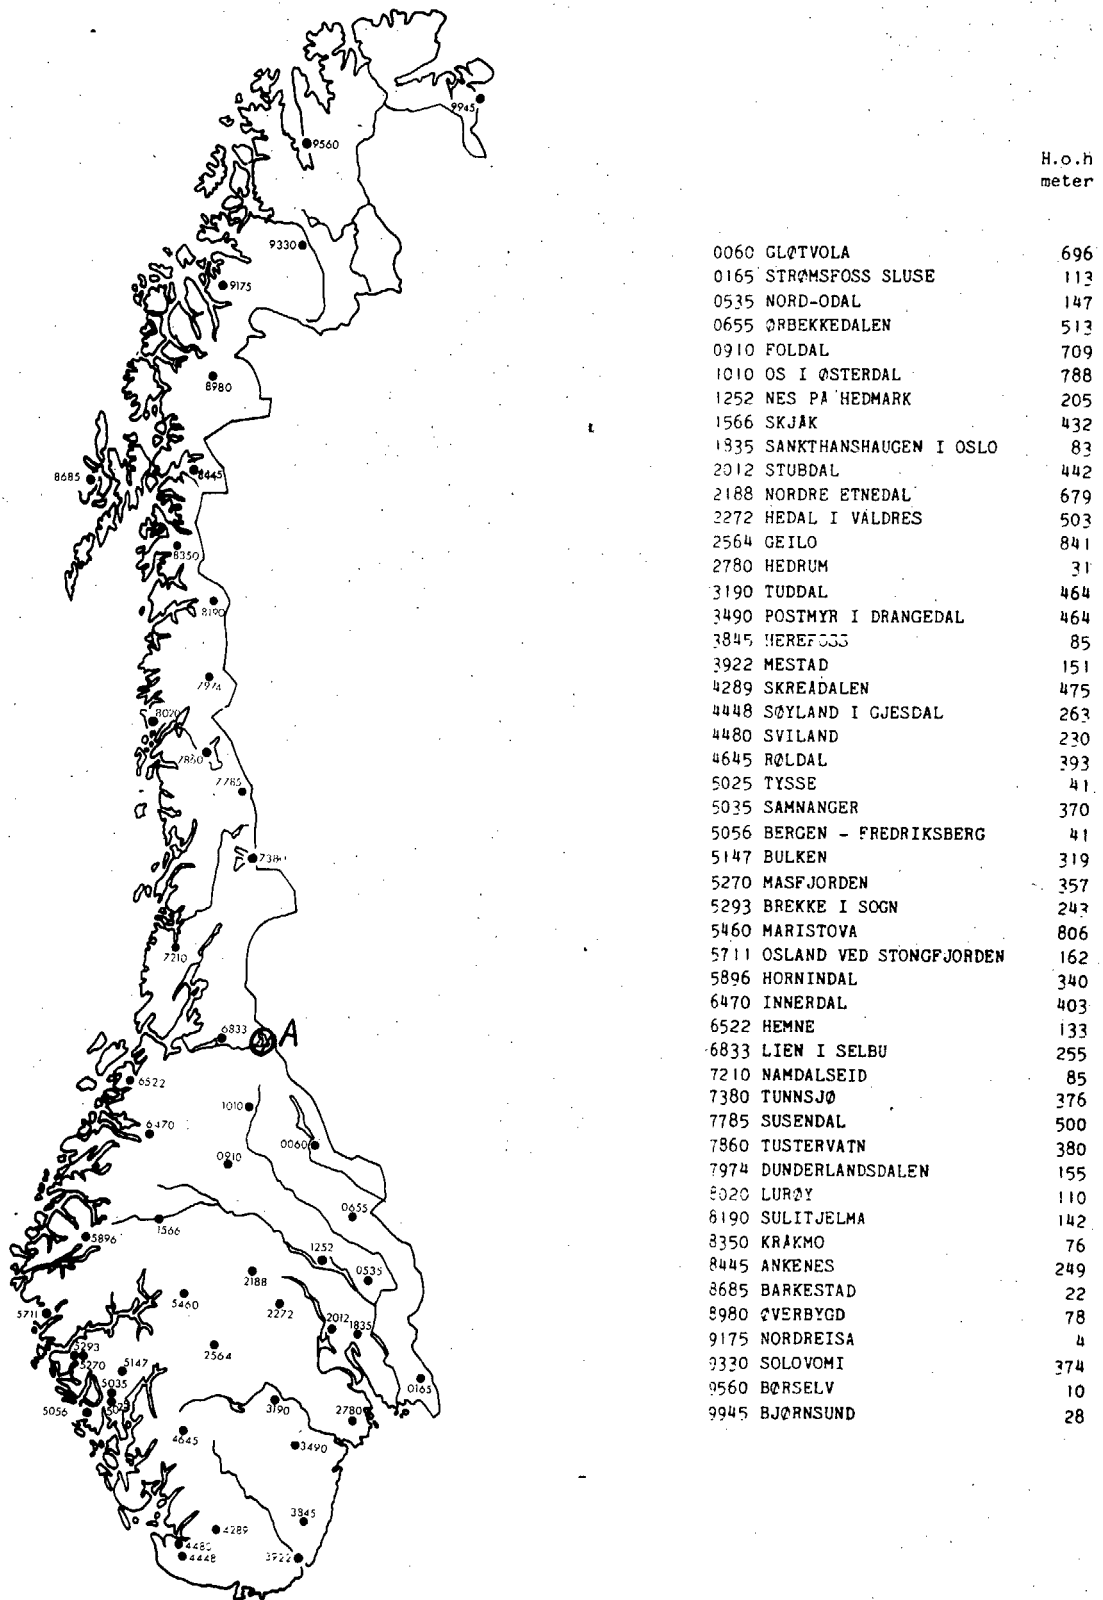 H.o.h
meter
0060 GLØTVOLA 696
0165 STRØMSFOSS SLUSE 113
0535 NORD-ODAL 147
0655 ØRBEKKEDALEN 513
0910 FOLDAL 709
1010 OS I ØSTERDAL 788
1252 NES PÅ HEDMARK 205
1566 SKJÅK 432
1835 SANKTHANSHAUGEN I OSLO 83
2012 STUBDAL 442
2188 NORDRE ETNEDAL 679
2272 HEDAL I VALDRES 503
2564 GEILO 841
2780 HEDRUM 31
3190 TUDDAL 464
3490 POSTMYR I DRANGEDAL 464
3845 HEREFOSS 85
3922 MESTAD 151
4289 SKREÅDALEN 475
4448 SØYLAND I GJESDAL 263
4480 SVILAND 230
4645 RØLDAL 393
5025 TYSSE 41
5035 SAMNANGER 370
5056 BERGEN - FREDRIKSBERG 41
5147 BULKEN 319
5270 MASFJORDEN 357
5293 BREKKE I SOGN 243
5460 MARISTOVA 806
5711 OSLAND VED STONGFJORDEN 162
5896 HORNINDAL 340
6470 INNERDAL 403
6522 HEMNE 133
6833 LIEN I SELBU 255
7210 NAMDALSEID 85
7380 TUNNSJØ 376
7785 SUSENDAL 500
7860 TUSTERVATN 380
7974 DUNDERLANDSDALEN 155
8020 LURØY 110
8190 SULITJELMA 142
8350 KRÅKMO 76
8445 ANKENES 249
8685 BARKESTAD 22
8980 ØVERBYGD 78
9175 NORDREISA 4
9330 SOLOVOMI 374
9560 BØRSELV 10
9945 BJØRNSUND 28
9945
9560
9330
9175
8980
8685
8445
8350
8190
7974
8020
7860
7785
7380
7210
6833 A
6522
1010
6470
0060
0910
0655
1566
5896
1252
0535
2188
5460
2272
5711
2012
1835
2564
5293
5270
5147
5035
0165
5056
3190
2780
4645
3490
3845
4289
4480
4448
3922